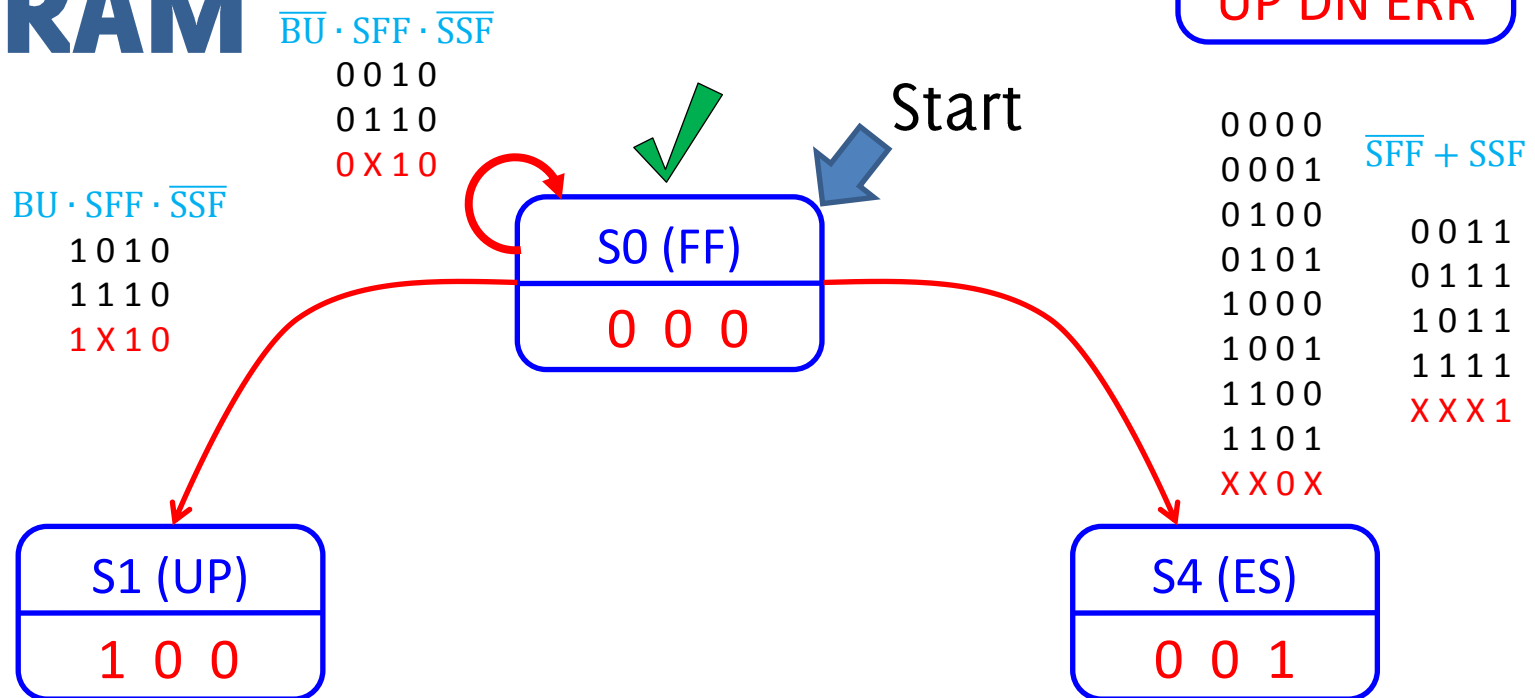 RAM
UP DN ERR
B̅U̅ · SFF · S̅S̅F̅
0 0 1 0
0 1 1 0
0 X 1 0
Start
BU · SFF · S̅S̅F̅
1 0 1 0
1 1 1 0
1 X 1 0
S0 (FF)
0 0 0
0 0 0 0
0 0 0 1
0 1 0 0
0 1 0 1
1 0 0 0
1 0 0 1
1 1 0 0
1 1 0 1
X X 0 X
S̅F̅F̅ + SSF
0 0 1 1
0 1 1 1
1 0 1 1
1 1 1 1
X X X 1
S1 (UP)
1 0 0
S4 (ES)
0 0 1